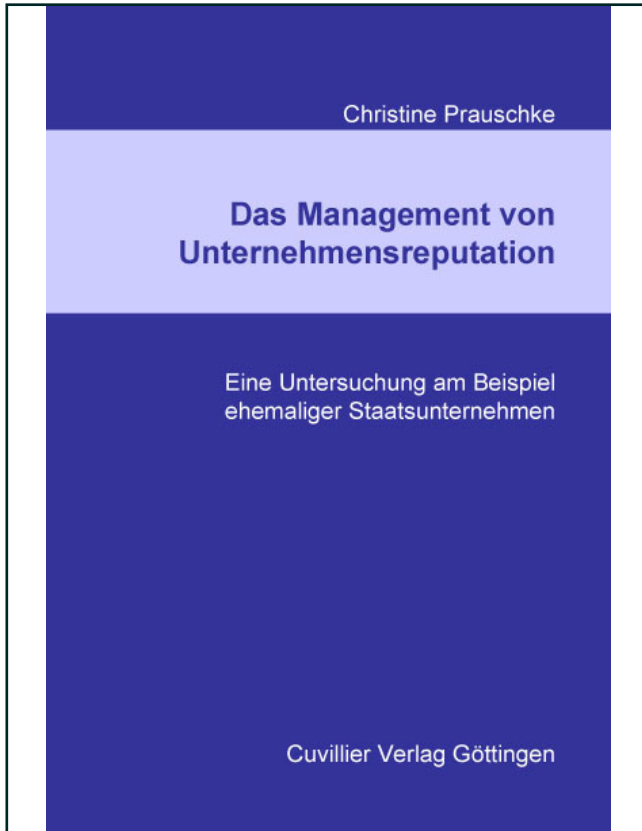 Christine Prauschke
Das Management von
Unternehmensreputation
Eine Untersuchung am Beispiel
ehemaliger Staatsunternehmen
Cuvillier Verlag Göttingen